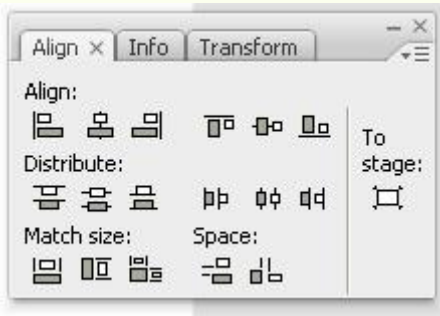 Align Info Transform
Align:
To
stage:
Distribute:
Match size: Space: